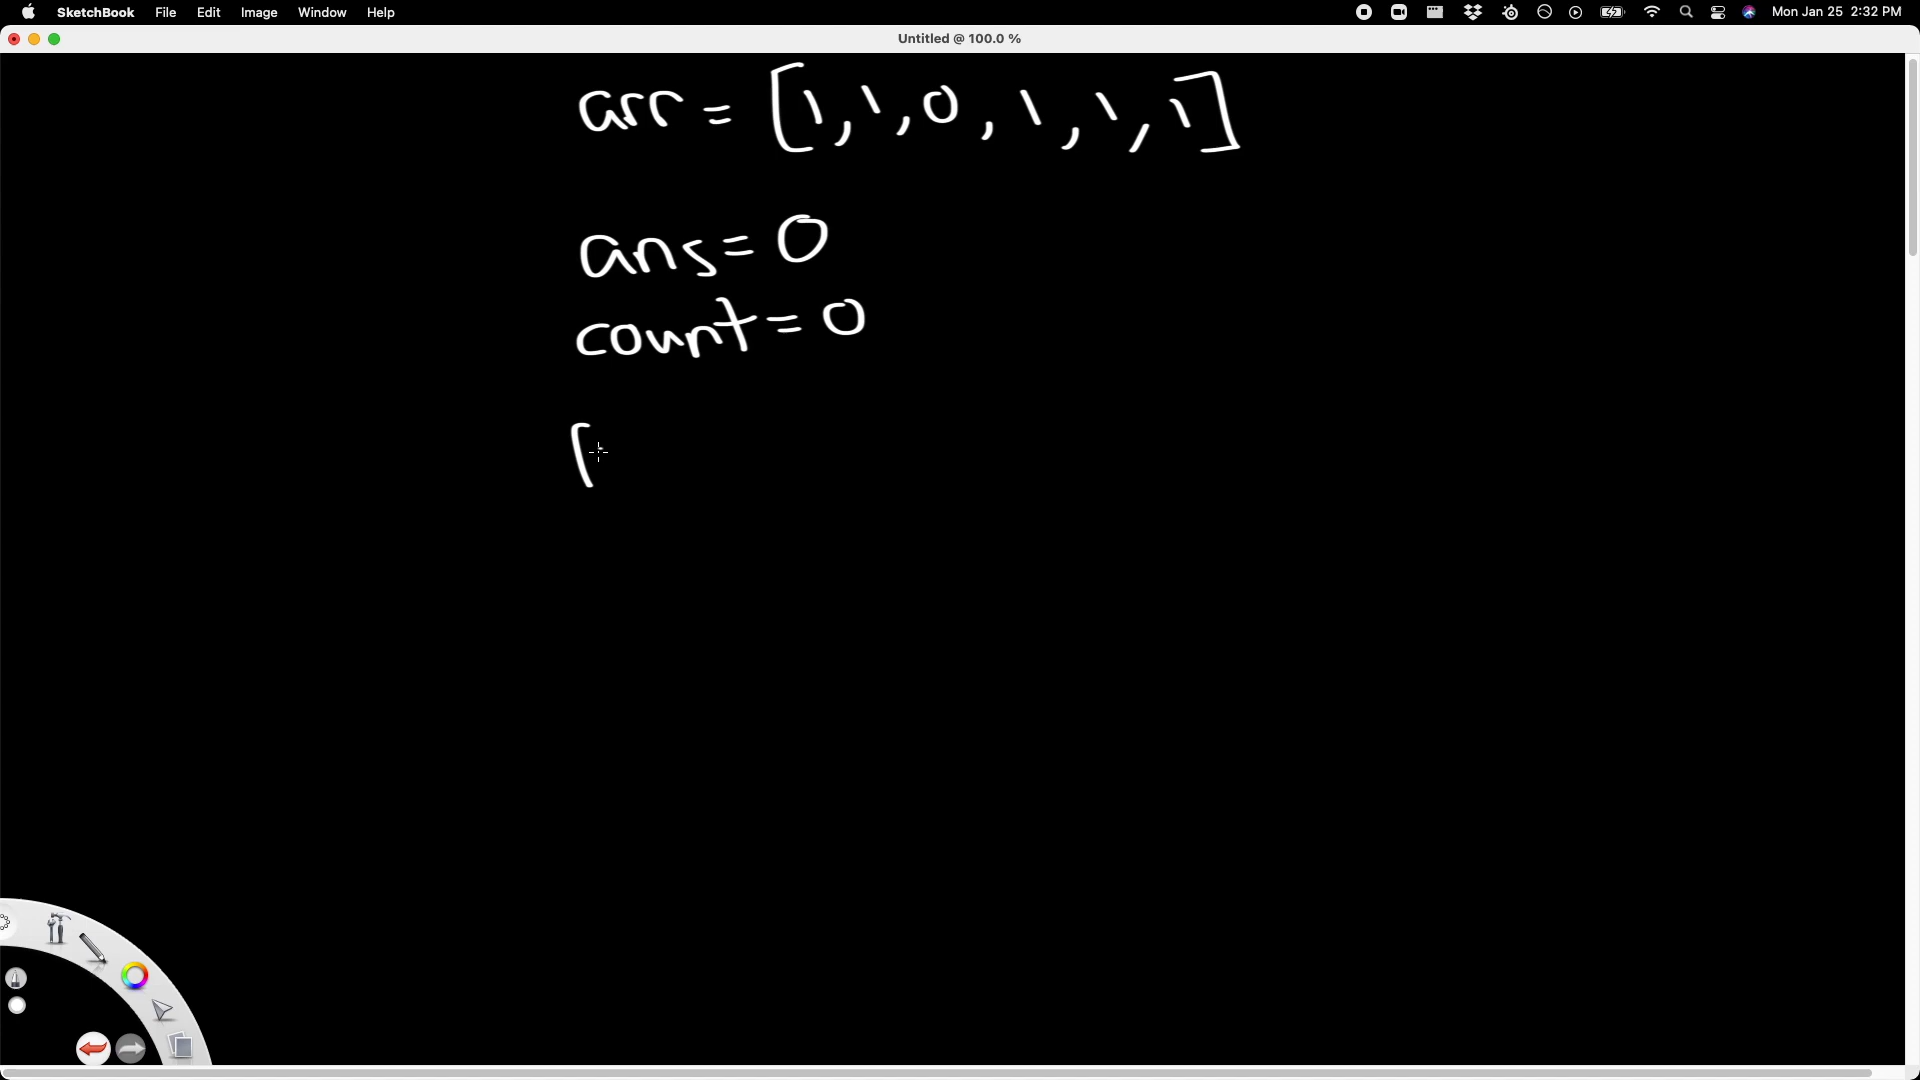 SketchBook File Edit Image Window Help Mon Jan 25 2:32 PM
Untitled @ 100.0 %
arr = [1,1,0,1,1,1]
ans=0
count=0